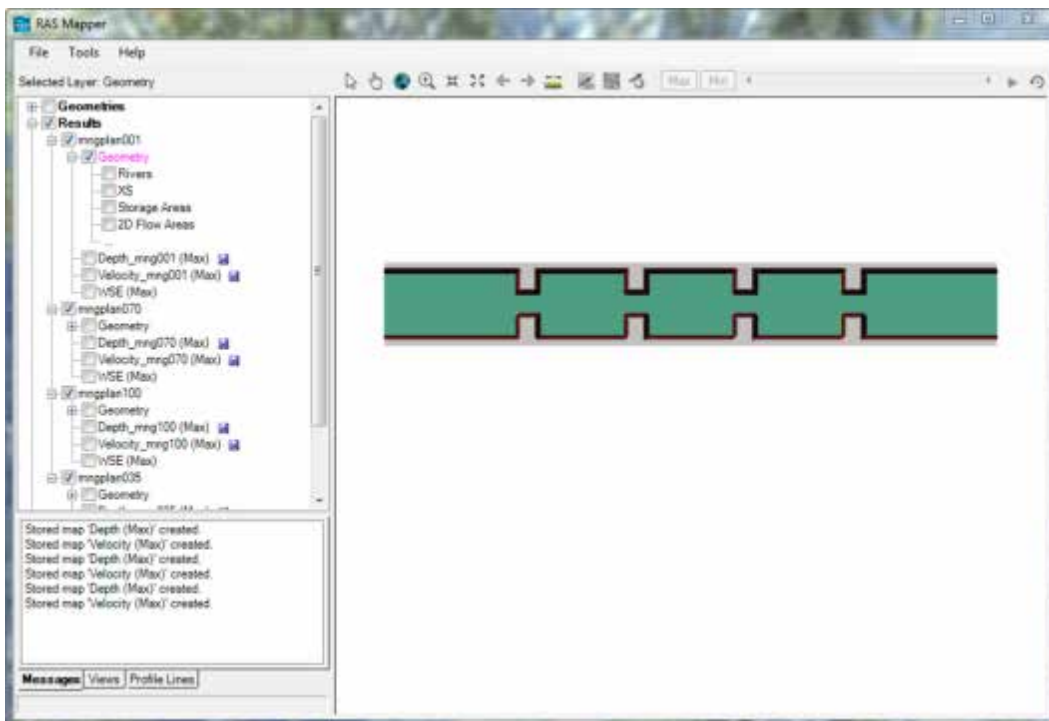 RAS Mapper
File Tools Help
Selected Layer: Geometry
Max Min
Geometries
Results
mngplan001
Geometry
Rivers
XS
Storage Areas
2D Flow Areas
...
Depth_mng001 (Max)
Velocity_mng001 (Max)
WSE (Max)
mngplan070
Geometry
Depth_mng070 (Max)
Velocity_mng070 (Max)
WSE (Max)
mngplan100
Geometry
Depth_mng100 (Max)
Velocity_mng100 (Max)
WSE (Max)
mngplan035
Geometry
Stored map 'Depth (Max)' created.
Stored map 'Velocity (Max)' created.
Stored map 'Depth (Max)' created.
Stored map 'Velocity (Max)' created.
Stored map 'Depth (Max)' created.
Stored map 'Velocity (Max)' created.
Messages Views Profile Lines